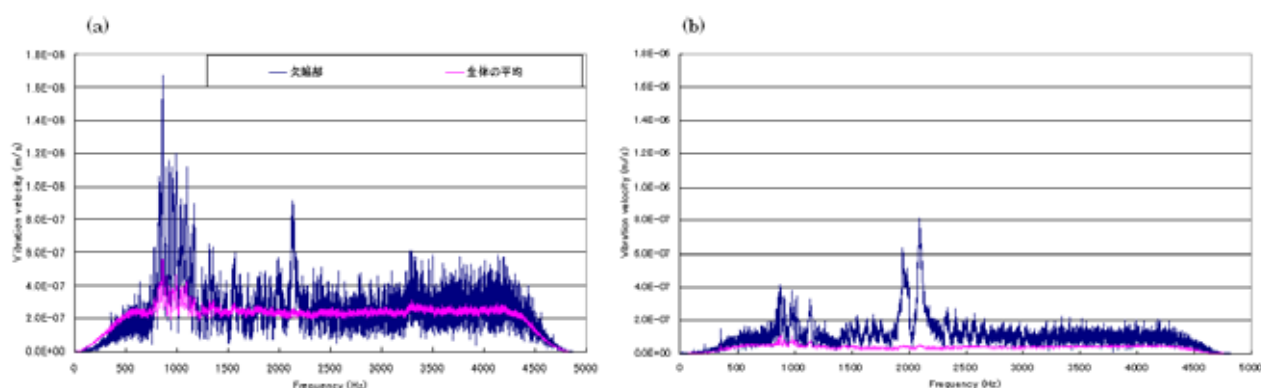 (a)
1.8E-06
1.6E-06
1.4E-06
1.2E-06
1.0E-06
8.0E-07
6.0E-07
4.0E-07
2.0E-07
0.0E+00
Vibration velocity (m/s)
欠陥部
全体の平均
0 500 1000 1500 2000 2500 3000 3500 4000 4500 5000
Frequency (Hz)
(b)
1.8E-06
1.6E-06
1.4E-06
1.2E-06
1.0E-06
8.0E-07
6.0E-07
4.0E-07
2.0E-07
0.0E+00
Vibration velocity (m/s)
0 500 1000 1500 2000 2500 3000 3500 4000 4500 5000
Frequency (Hz)